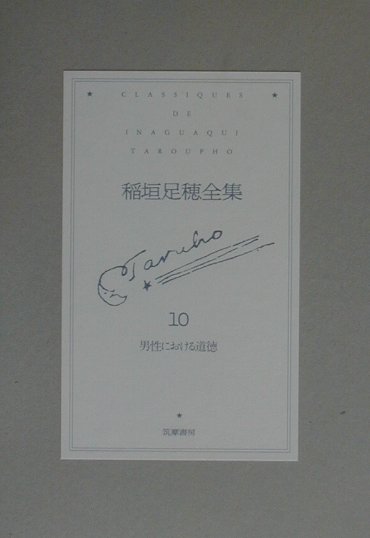 CLASSIQUES
DE
INAGUAQUI
TAROUPHO
稲垣足穂全集
Taruho
10
男性における道徳
筑摩書房